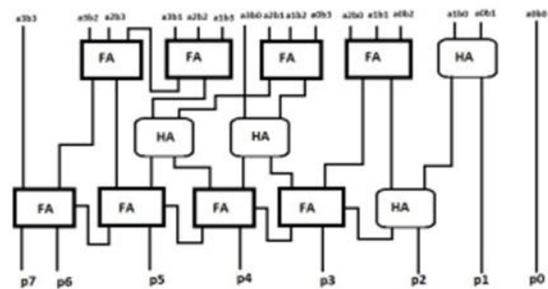 a3b3 a3b2 a2b3 a3b1 a2b2 a1b3 a3b0 a2b1 a1b2 a0b3 a2b0 a1b1 a0b2 a1b0 a0b1 a0b0
FA FA FA FA HA
HA HA
FA FA FA FA HA
p7 p6 p5 p4 p3 p2 p1 p0